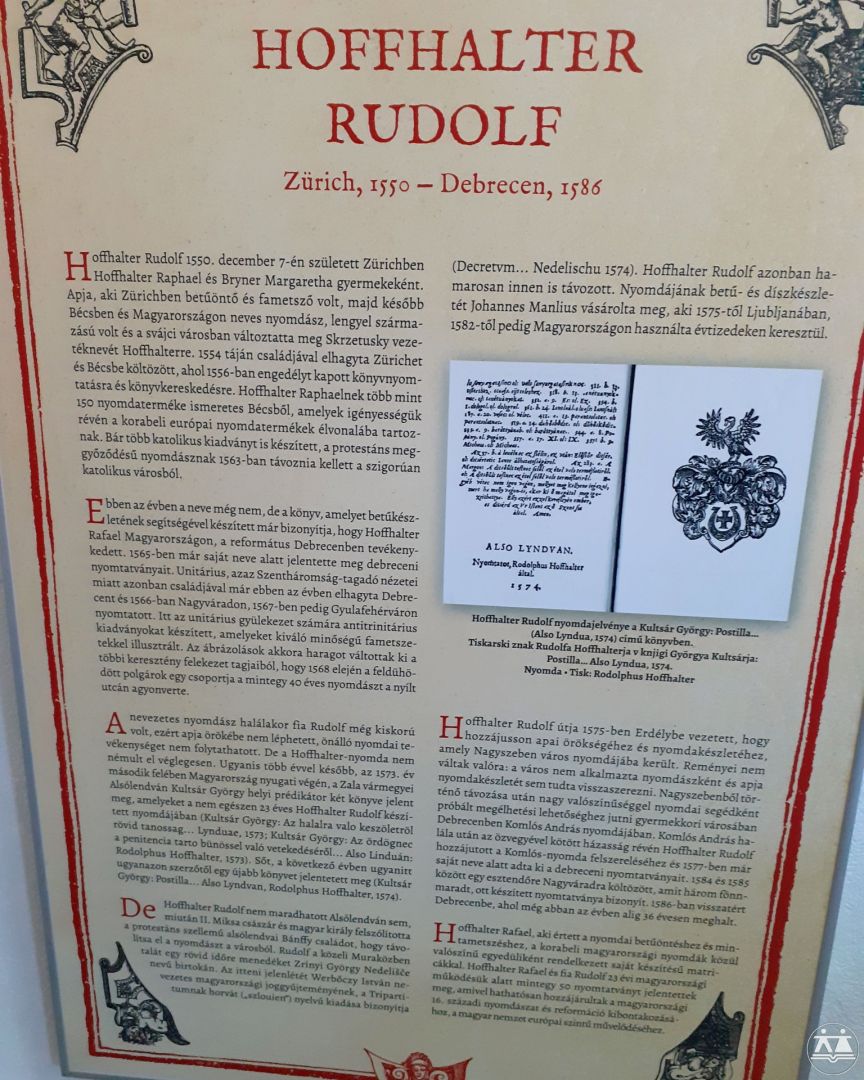 HOFFHALTER
RUDOLF
Zürich, 1550 – Debrecen, 1586
Hoffhalter Rudolf 1550. december 7-én született Zürichben
Hoffhalter Raphael és Bryner Margaretha gyermekeként.
Apja, aki Zürichben betűöntő és fametsző volt, majd később
Bécsben és Magyarországon neves nyomdász, lengyel szárma-
zású volt és a svájci városban változtatta meg Skrzetusky veze-
téknevét Hoffhalterre. 1554 táján családjával elhagyta Zürichet
és Bécsbe költözött, ahol 1556-ban engedélyt kapott könyvnyom-
tatásra és könyvkereskedésre. Hoffhalter Raphaelnek több mint
150 nyomdaterméke ismeretes Bécsből, amelyek igényességük
révén a korabeli európai nyomdatermékek élvonalába tartoz-
nak. Bár több katolikus kiadványt is készített, a protestáns meg-
győződésű nyomdásznak 1563-ban távoznia kellett a szigorúan
katolikus városból.
Ebben az évben a neve még nem, de a könyv, amelyet betűkész-
letének segítségével készített már bizonyítja, hogy Hoffhalter
Rafael Magyarországon, a református Debrecenben tevékeny-
kedett. 1565-ben már saját neve alatt jelentette meg debreceni
nyomtatványait. Unitárius, azaz Szentháromság-tagadó nézetei
miatt azonban családjával már ebben az évben elhagyta Debre-
cent és 1566-ban Nagyváradon, 1567-ben pedig Gyulafehérváron
nyomtatott. Itt az unitárius gyülekezet számára antitrinitárius
kiadványokat készített, amelyeket kiváló minőségű fametsze-
tekkel illusztrált. Az ábrázolások akkora haragot váltottak ki a
többi keresztény felekezet tagjaiból, hogy 1568 elején a feldühö-
dött polgárok egy csoportja a mintegy 40 éves nyomdászt a nyílt
utcán agyonverte.
A nevezetes nyomdász halálakor fia Rudolf még kiskorú
volt, ezért apja örökébe nem léphetett, önálló nyomdai te-
vékenységet nem folytathatott. De a Hoffhalter-nyomda nem
némult el véglegesen. Ugyanis több évvel később, az 1573. év
második felében Magyarország nyugati végén, a Zala vármegyei
Alsólendván Kultsár György helyi prédikátor két könyve jelent
meg, amelyeket a nem egészen 23 éves Hoffhalter Rudolf készí-
tett nyomdájában (Kultsár György: Az halalra valo keszöletről
rövid tanosság... Lynduae, 1573; Kultsár György: Az ördögnec
a penitencia tarto bűnössel való vetekedéséről... Also Linduán:
Rodolphus Hoffhalter, 1573). Sőt, a következő évben ugyanitt
ugyanazon szerzőtől egy újabb könyvet jelentetett meg (Kultsár
György: Postilla... Also Lyndvan, Rodolphus Hoffhalter, 1574).
De Hoffhalter Rudolf nem maradhatott Alsólendván sem,
miután II. Miksa császár és magyar király felszólította
a protestáns szellemű alsólendvai Bánffy családot, hogy távo-
lítsa el a nyomdászt a városból. Rudolf a közeli Muraközben
talált egy rövid időre menedéket Zrínyi György Nedelišče
nevű birtokán. Az itteni jelenlétét Werbőczy István ne-
vezetes magyarországi joggyűjteményének, a Triparti-
tumnak horvát („szlouien”) nyelvű kiadása bizonyítja
(Decretvm... Nedelischu 1574). Hoffhalter Rudolf azonban ha-
marosan innen is távozott. Nyomdájának betű- és díszkészle-
tét Johannes Manlius vásárolta meg, aki 1575-től Ljubljanában,
1582-től pedig Magyarországon használta évtizedeken keresztül.
ALSO LYNDVAN.
Nyomtatot, Rodolphus Hoffhalter
által.
1574.
Hoffhalter Rudolf nyomdajelvénye a Kultsár György: Postilla...
(Also Lyndua, 1574) című könyvben.
Tiskarski znak Rudolfa Hoffhalterja v knjigi Györgya Kultsárja:
Postilla... Also Lyndua, 1574.
Nyomda • Tisk: Rodolphus Hoffhalter
Hoffhalter Rudolf útja 1575-ben Erdélybe vezetett, hogy
hozzájusson apai örökségéhez és nyomdakészletéhez,
amely Nagyszeben város nyomdájába került. Reményei nem
váltak valóra: a város nem alkalmazta nyomdászként és apja
nyomdakészletét sem tudta visszaszerezni. Nagyszebenből tör-
ténő távozása után nagy valószínűséggel nyomdai segédként
próbált megélhetési lehetőséghez jutni gyermekkori városában
Debrecenben Komlós András nyomdájában. Komlós András ha-
lála után az özvegyével kötött házasság révén Hoffhalter Rudolf
hozzájutott a Komlós-nyomda felszereléséhez és 1577-ben már
saját neve alatt adta ki a debreceni nyomtatványait. 1584 és 1585
között egy esztendőre Nagyváradra költözött, amit három fönn-
maradt, ott készített nyomtatványa bizonyít. 1586-ban visszatért
Debrecenbe, ahol még abban az évben alig 36 évesen meghalt.
Hoffhalter Rafael, aki értett a nyomdai betűöntéshez és min-
tametszéshez, a korabeli magyarországi nyomdák közül
valószínű egyedüliként rendelkezett saját készítésű matri-
cákkal. Hoffhalter Rafael és fia Rudolf 23 évi magyarországi
működésük alatt mintegy 50 nyomtatványt jelentettek
meg, amivel hathatósan hozzájárultak a magyarországi
16. századi nyomdászat és reformáció kibontakozásá-
hoz, a magyar nemzet európai szintű művelődéséhez.